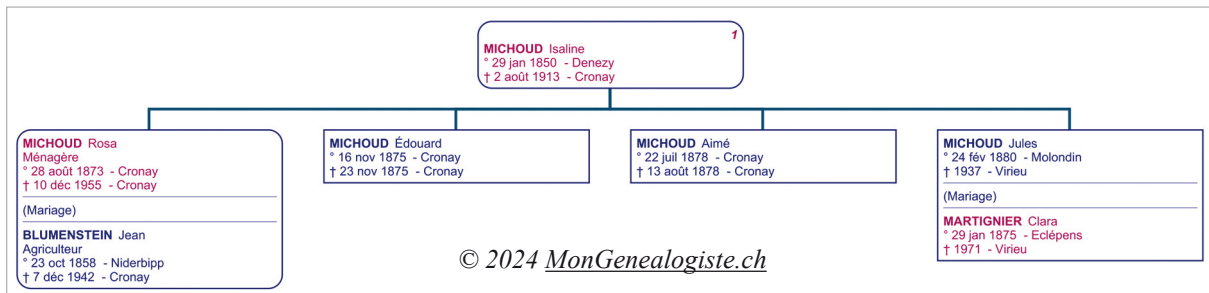 1
MICHOUD Isaline
° 29 jan 1850 - Denezy
† 2 août 1913 - Cronay
MICHOUD Rosa
Ménagère
° 28 août 1873 - Cronay
† 10 déc 1955 - Cronay
(Mariage)
BLUMENSTEIN Jean
Agriculteur
° 23 oct 1858 - Niderbipp
† 7 déc 1942 - Cronay
MICHOUD Édouard
° 16 nov 1875 - Cronay
† 23 nov 1875 - Cronay
MICHOUD Aimé
° 22 juil 1878 - Cronay
† 13 août 1878 - Cronay
MICHOUD Jules
° 24 fév 1880 - Molondin
† 1937 - Virieu
(Mariage)
MARTIGNIER Clara
° 29 jan 1875 - Eclépens
† 1971 - Virieu
© 2024 MonGenealogiste.ch